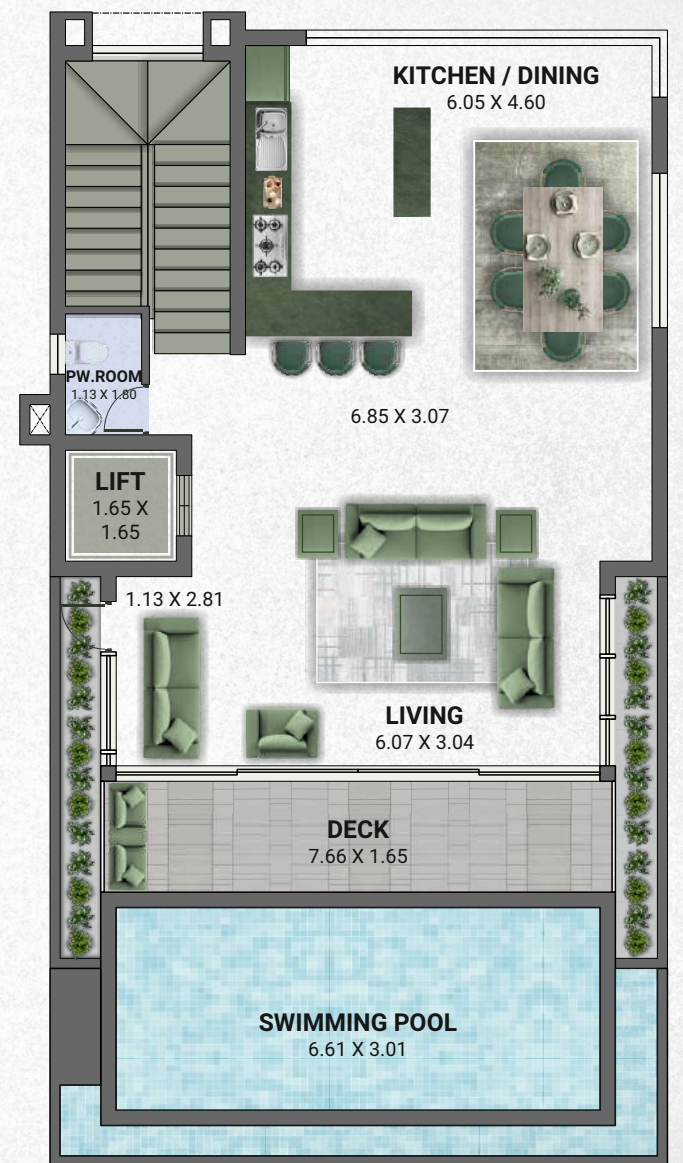 KITCHEN / DINING
6.05 X 4.60
PW.ROOM
1.13 X 1.80
6.85 X 3.07
LIFT
1.65 X
1.65
1.13 X 2.81
LIVING
6.07 X 3.04
DECK
7.66 X 1.65
SWIMMING POOL
6.61 X 3.01